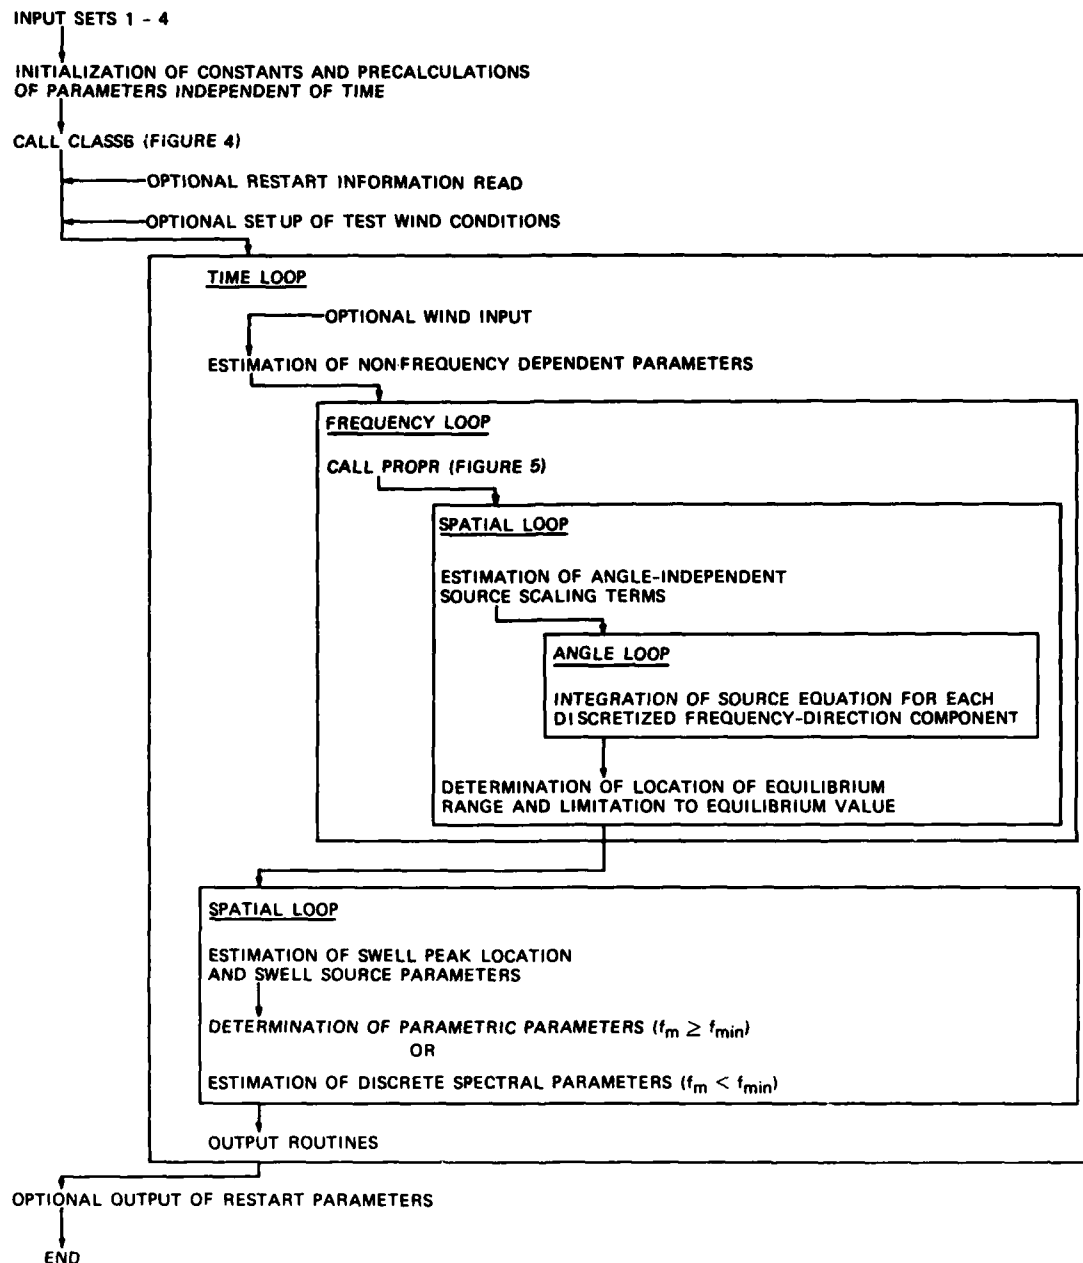 INPUT SETS 1 - 4
INITIALIZATION OF CONSTANTS AND PRECALCULATIONS
OF PARAMETERS INDEPENDENT OF TIME
CALL CLASSB (FIGURE 4)
OPTIONAL RESTART INFORMATION READ
OPTIONAL SET UP OF TEST WIND CONDITIONS
TIME LOOP
OPTIONAL WIND INPUT
ESTIMATION OF NON-FREQUENCY DEPENDENT PARAMETERS
FREQUENCY LOOP
CALL PROPR (FIGURE 5)
SPATIAL LOOP
ESTIMATION OF ANGLE-INDEPENDENT
SOURCE SCALING TERMS
ANGLE LOOP
INTEGRATION OF SOURCE EQUATION FOR EACH
DISCRETIZED FREQUENCY-DIRECTION COMPONENT
DETERMINATION OF LOCATION OF EQUILIBRIUM
RANGE AND LIMITATION TO EQUILIBRIUM VALUE
SPATIAL LOOP
ESTIMATION OF SWELL PEAK LOCATION
AND SWELL SOURCE PARAMETERS
DETERMINATION OF PARAMETRIC PARAMETERS (fm ≥ fmin)
OR
ESTIMATION OF DISCRETE SPECTRAL PARAMETERS (fm < fmin)
OUTPUT ROUTINES
OPTIONAL OUTPUT OF RESTART PARAMETERS
END